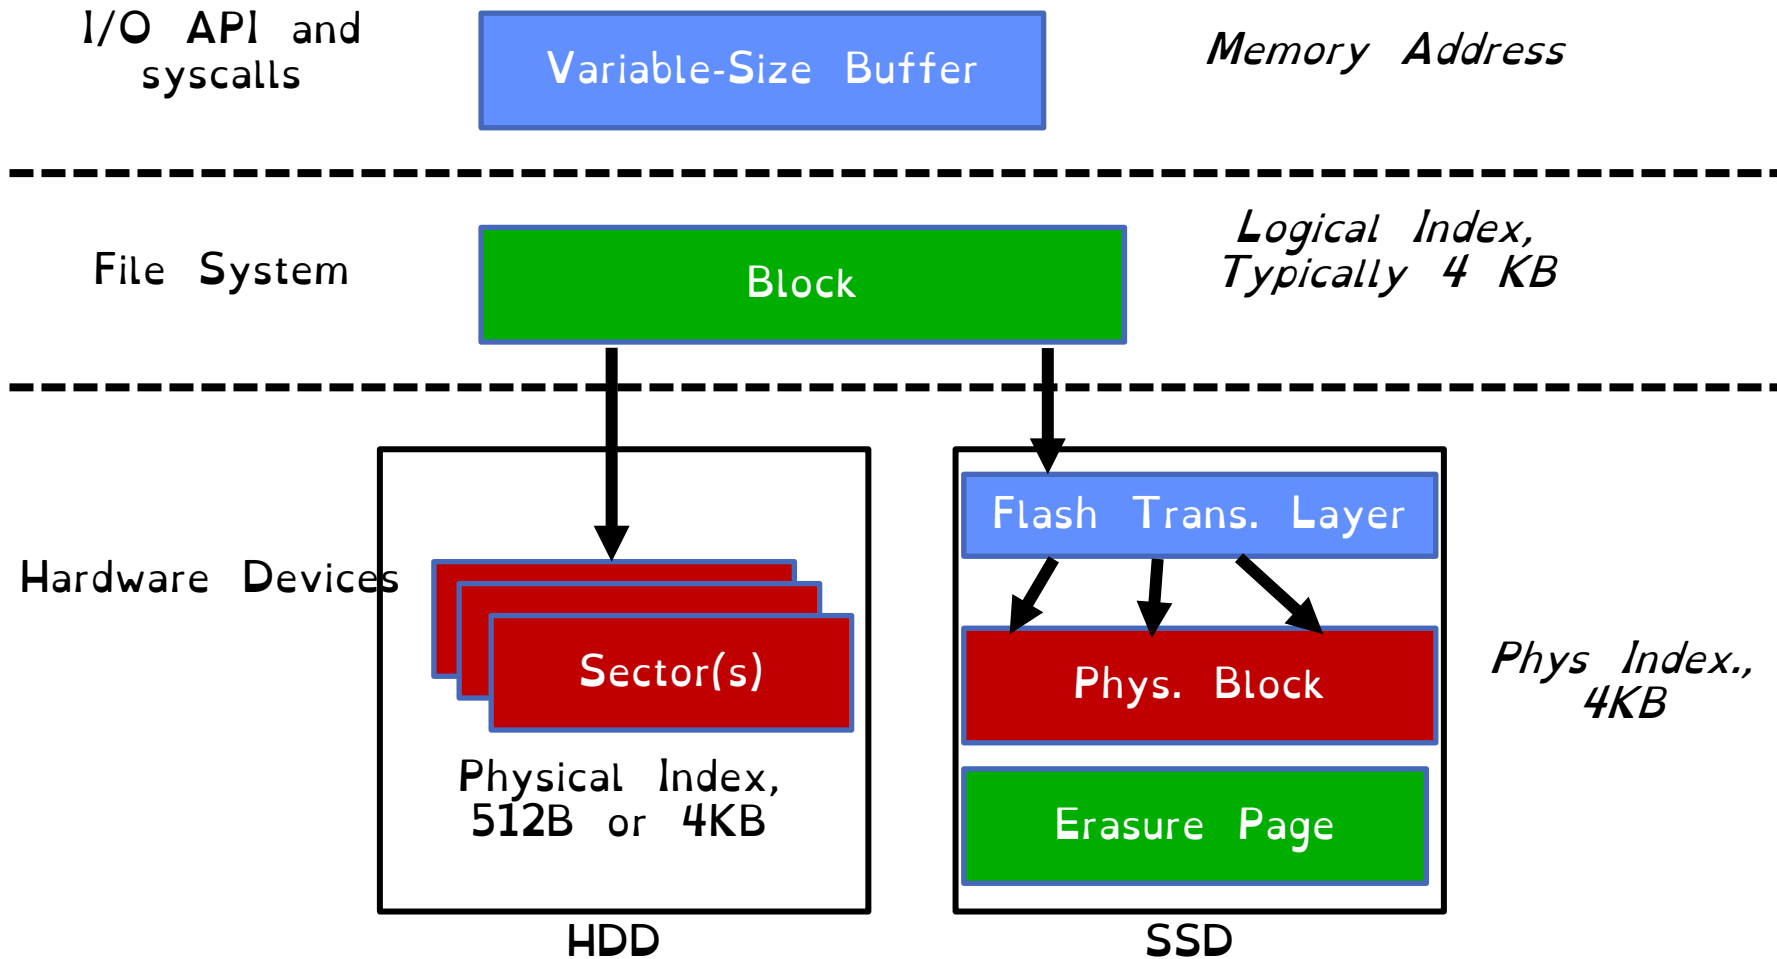 I/O API and
syscalls
Variable-Size Buffer
Memory Address
File System
Block
Logical Index,
Typically 4 KB
Hardware Devices
Sector(s)
Physical Index,
512B or 4KB
HDD
Flash Trans. Layer
Phys. Block
Erasure Page
SSD
Phys Index.,
4KB